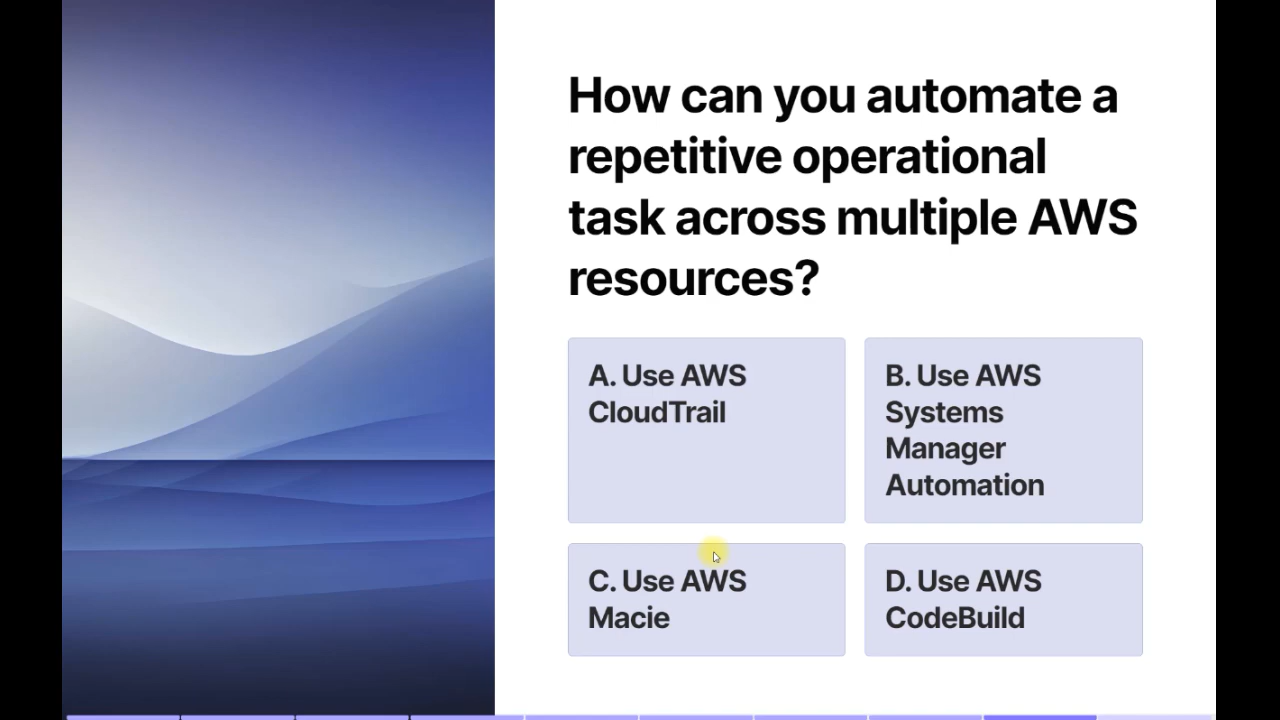 How can you automate a
repetitive operational
task across multiple AWS
resources?
A. Use AWS
CloudTrail
B. Use AWS
Systems
Manager
Automation
C. Use AWS
Macie
D. Use AWS
CodeBuild